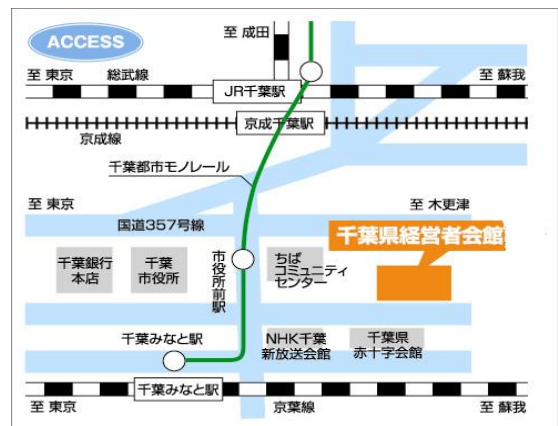 ACCESS
至 成田
至 東京
総武線
JR千葉駅
至 蘇我
京成千葉駅
京成線
千葉都市モノレール
至 東京
至 木更津
国道357号線
千葉県経営者会館
千葉銀行
本店
千葉
市役所
市役所前駅
ちば
コミュニティ
センター
千葉みなと駅
NHK千葉
新放送会館
千葉県
赤十字会館
千葉みなと駅
至 東京
京葉線
至 蘇我